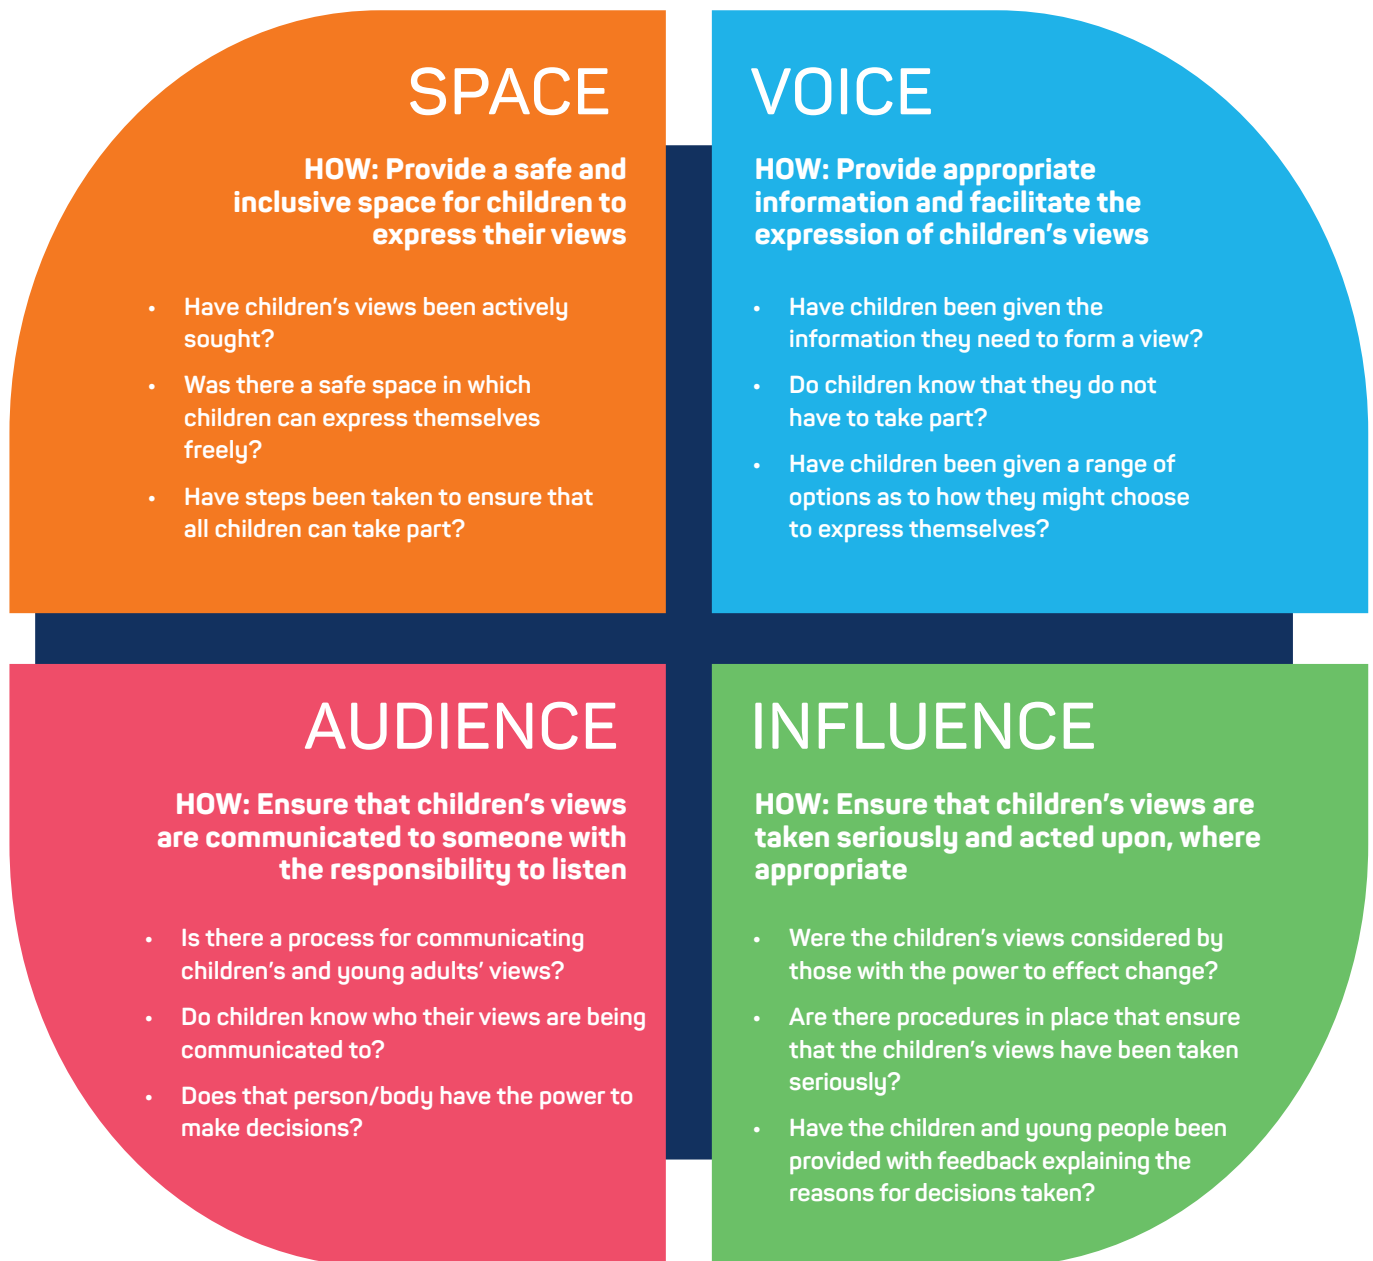 SPACE
HOW: Provide a safe and
inclusive space for children to
express their views
• Have children’s views been actively
sought?
• Was there a safe space in which
children can express themselves
freely?
• Have steps been taken to ensure that
all children can take part?
VOICE
HOW: Provide appropriate
information and facilitate the
expression of children’s views
• Have children been given the
information they need to form a view?
• Do children know that they do not
have to take part?
• Have children been given a range of
options as to how they might choose
to express themselves?
AUDIENCE
HOW: Ensure that children’s views
are communicated to someone with
the responsibility to listen
• Is there a process for communicating
children’s and young adults’ views?
• Do children know who their views are being
communicated to?
• Does that person/body have the power to
make decisions?
INFLUENCE
HOW: Ensure that children’s views are
taken seriously and acted upon, where
appropriate
• Were the children’s views considered by
those with the power to effect change?
• Are there procedures in place that ensure
that the children’s views have been taken
seriously?
• Have the children and young people been
provided with feedback explaining the
reasons for decisions taken?